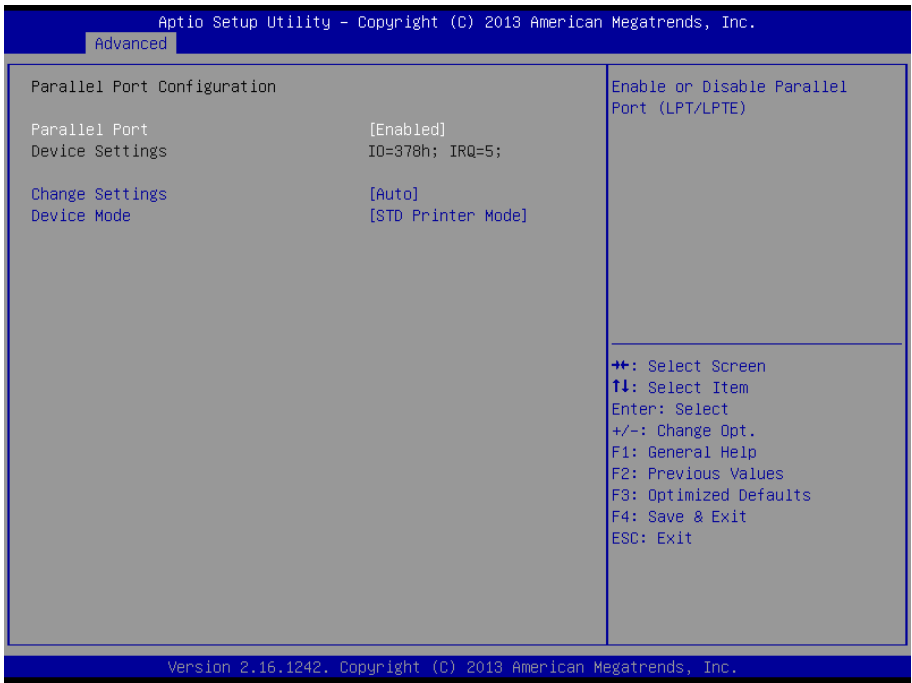 Aptio Setup Utility – Copyright (C) 2013 American Megatrends, Inc.
Advanced
Parallel Port Configuration
Parallel Port [Enabled]
Device Settings IO=378h; IRQ=5;
Change Settings [Auto]
Device Mode [STD Printer Mode]
Enable or Disable Parallel
Port (LPT/LPTE)
→←: Select Screen
↑↓: Select Item
Enter: Select
+/-: Change Opt.
F1: General Help
F2: Previous Values
F3: Optimized Defaults
F4: Save & Exit
ESC: Exit
Version 2.16.1242. Copyright (C) 2013 American Megatrends, Inc.